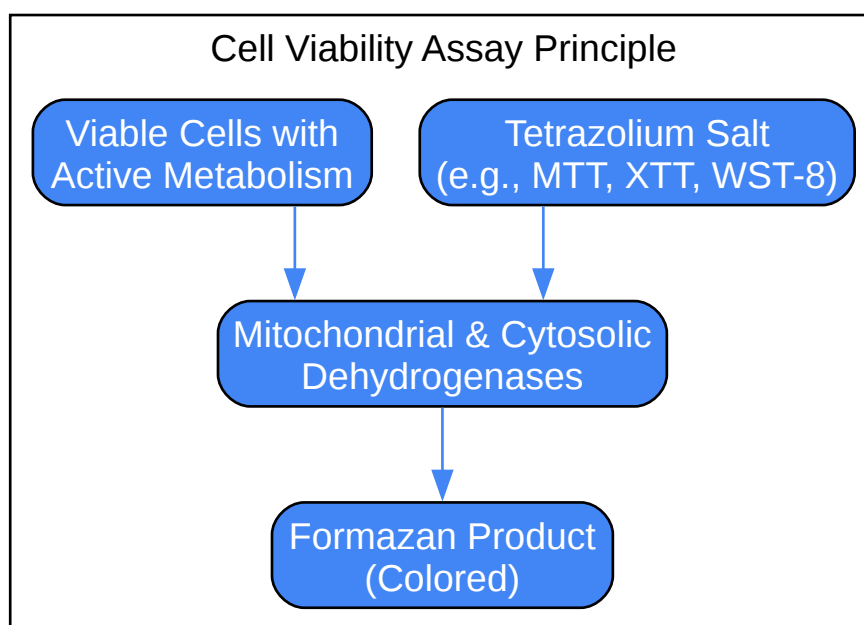 Cell Viability Assay Principle
Viable Cells with
Active Metabolism
Tetrazolium Salt
(e.g., MTT, XTT, WST-8)
Mitochondrial & Cytosolic
Dehydrogenases
Formazan Product
(Colored)